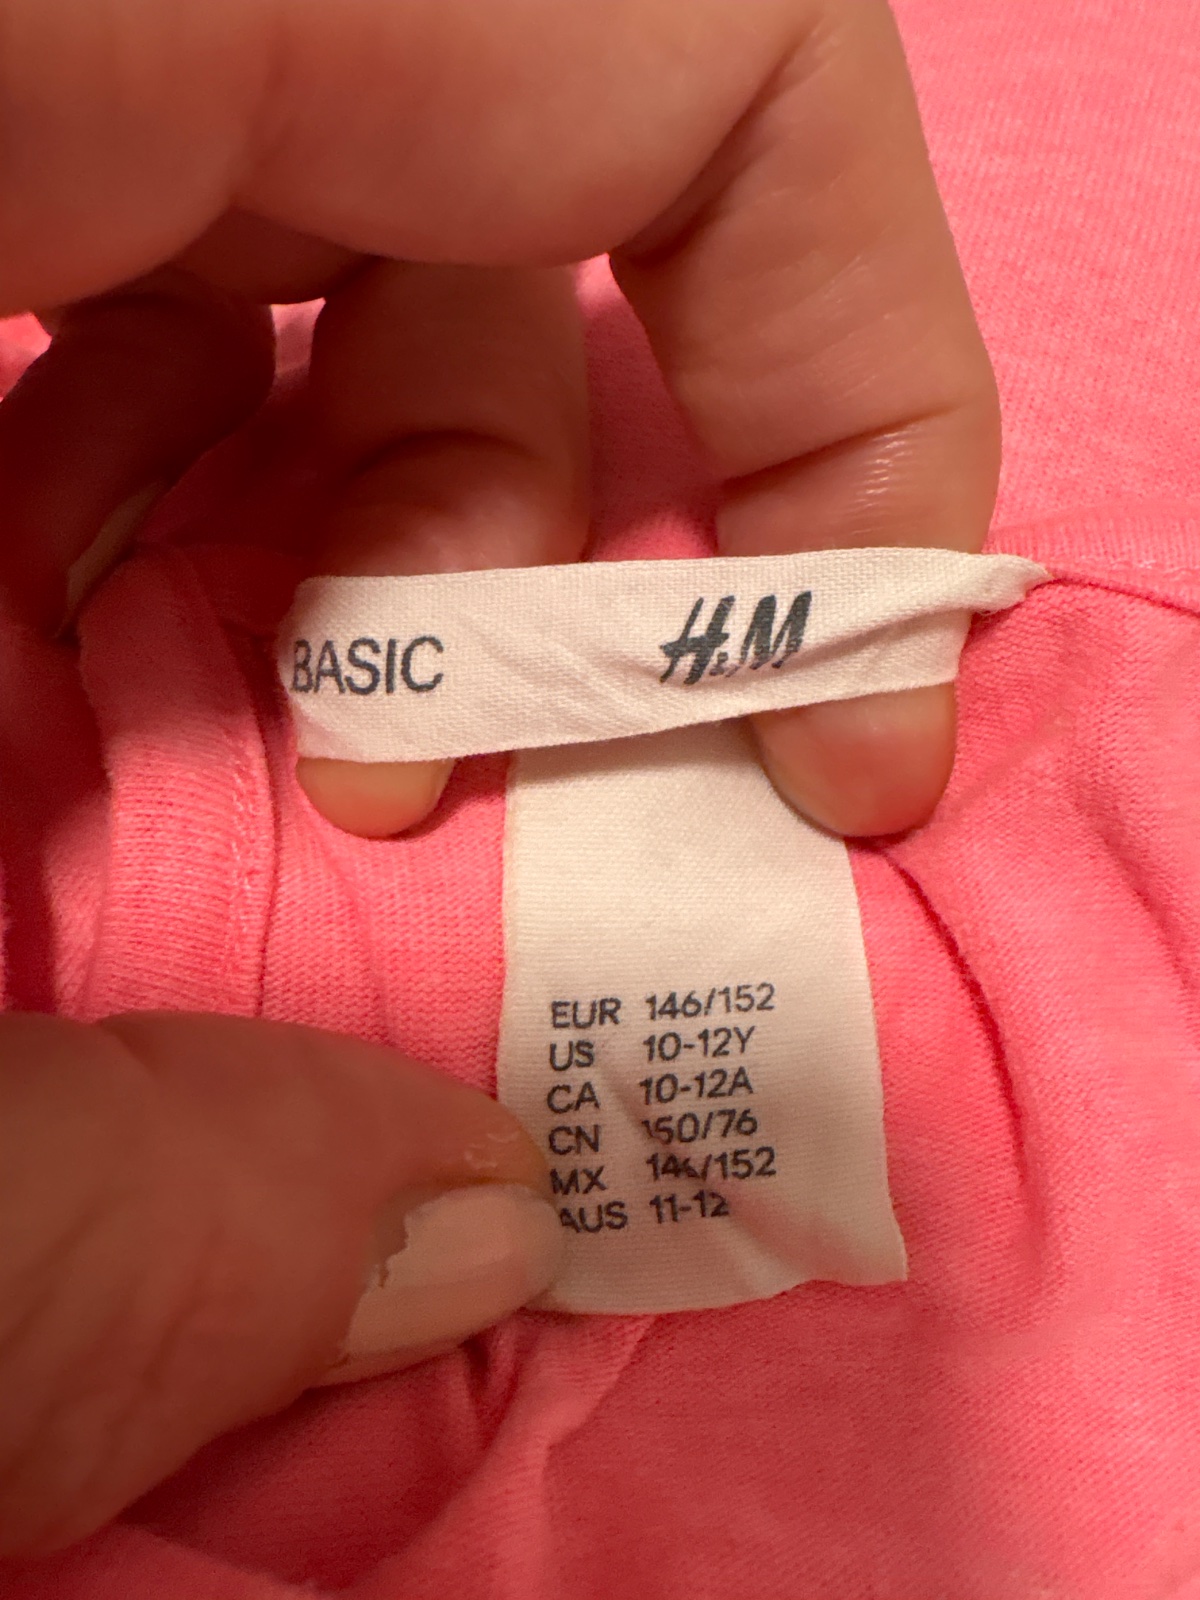 BASIC H&M
EUR 146/152
US 10-12Y
CA 10-12A
CN 150/76
MX 146/152
AUS 11-12